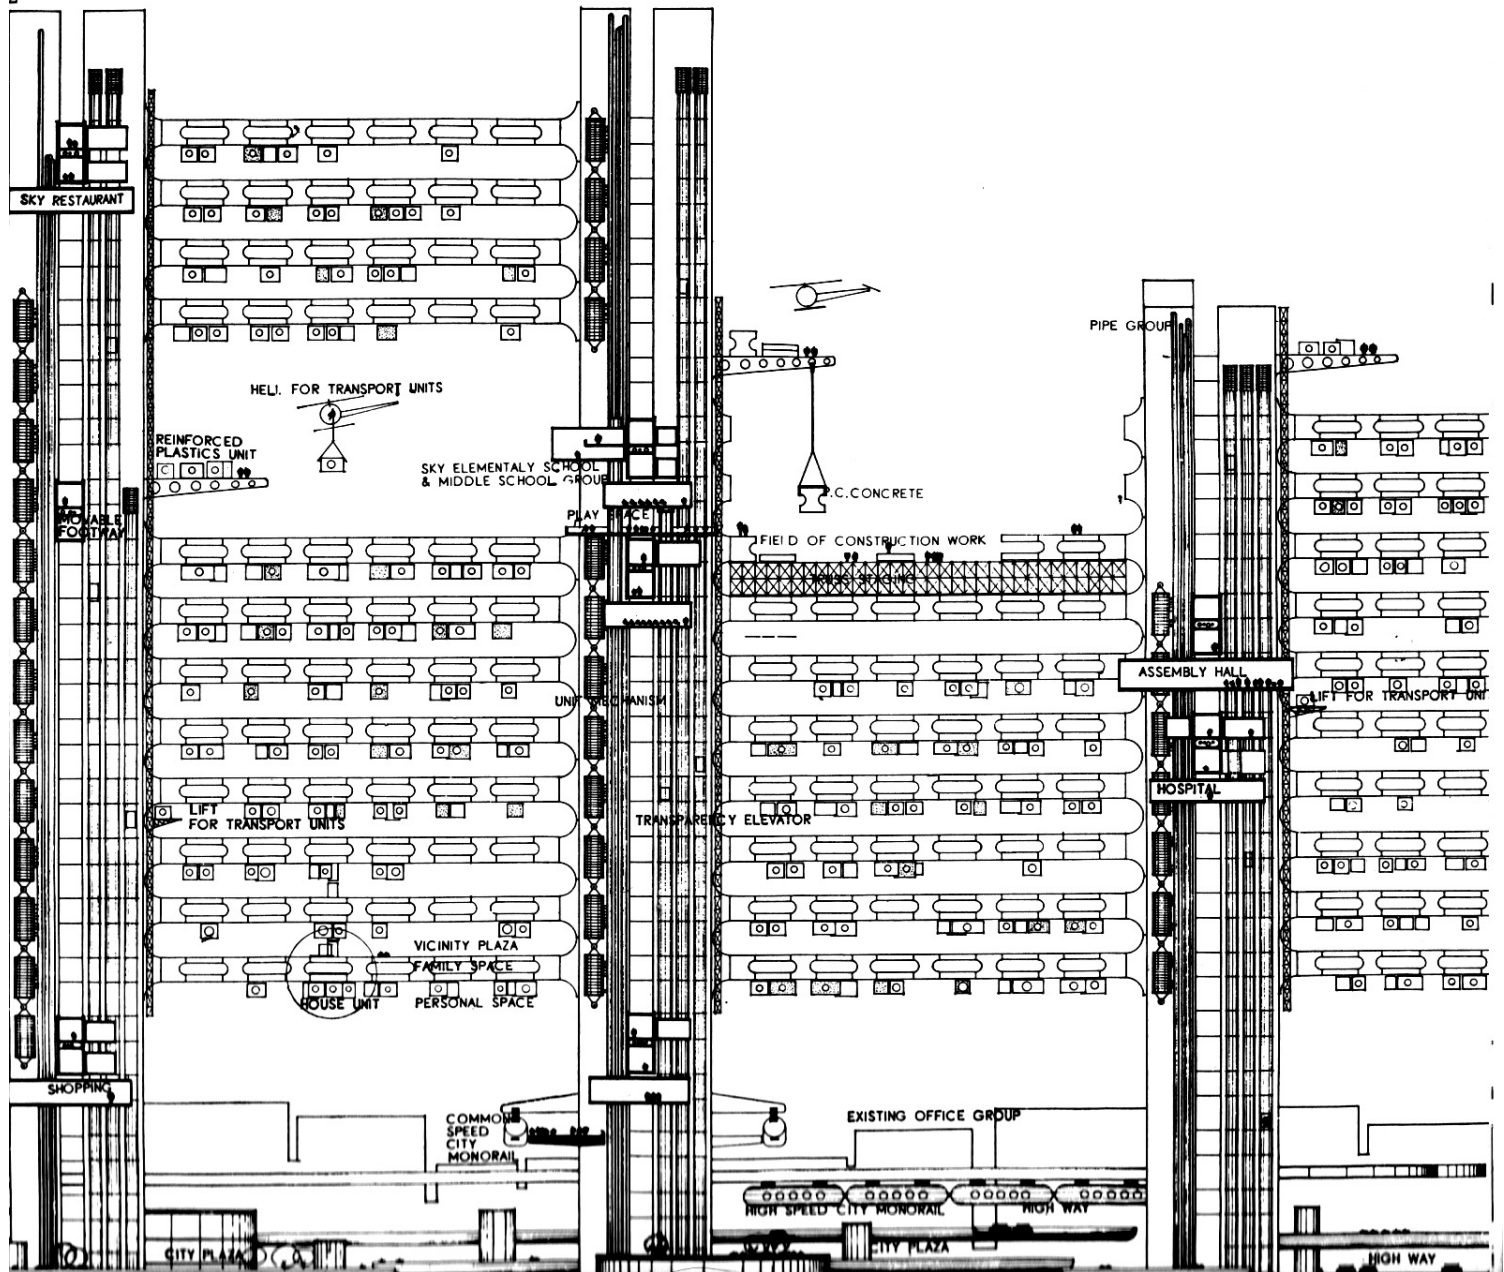 SKY RESTAURANT
PIPE GROUP
HELI. FOR TRANSPORT UNITS
REINFORCED
PLASTICS UNIT
SKY ELEMENTALY SCHOOL
& MIDDLE SCHOOL GROUP
P.C.CONCRETE
PLAY SPACE
MOVABLE
FOOTWAY
FIELD OF CONSTRUCTION WORK
TRUSS STAGING
ASSEMBLY HALL
LIFT FOR TRANSPORT UNI
UNIT MECHANISM
HOSPITAL
LIFT
FOR TRANSPORT UNITS
TRANSPARENCY ELEVATOR
VICINITY PLAZA
FAMILY SPACE
HOUSE UNIT
PERSONAL SPACE
SHOPPING
COMMON
SPEED
CITY
MONORAIL
EXISTING OFFICE GROUP
HIGH SPEED CITY MONORAIL
HIGH WAY
CITY PLAZA
CITY PLAZA
HIGH WAY